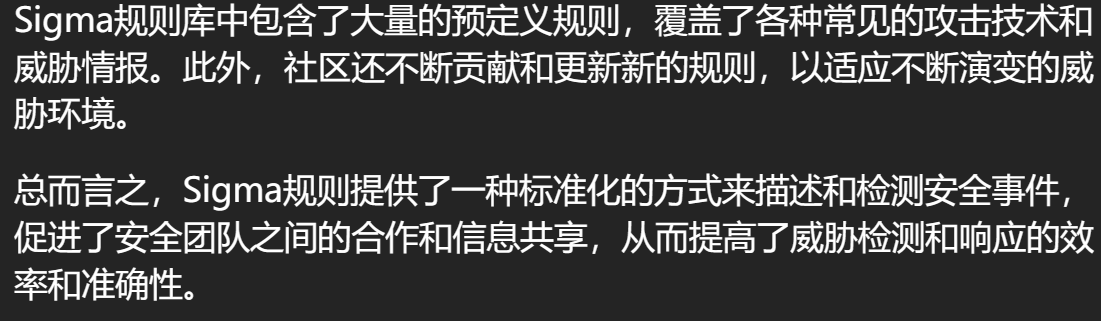 Sigma规则库中包含了大量的预定义规则，覆盖了各种常见的攻击技术和
威胁情报。此外，社区还不断贡献和更新新的规则，以适应不断演变的威
胁环境。
总而言之，Sigma规则提供了一种标准化的方式来描述和检测安全事件，
促进了安全团队之间的合作和信息共享，从而提高了威胁检测和响应的效
率和准确性。